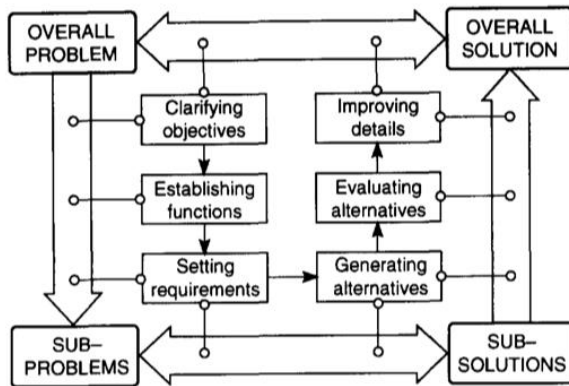 OVERALL
PROBLEM
OVERALL
SOLUTION
Clarifying
objectives
Improving
details
Establishing
functions
Evaluating
alternatives
Setting
requirements
Generating
alternatives
SUB–
PROBLEMS
SUB–
SOLUTIONS